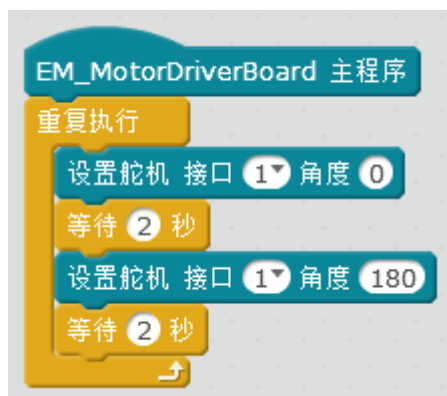 EM_MotorDriverBoard 主程序
重复执行
设置舵机 接口 1 角度 0
等待 2 秒
设置舵机 接口 1 角度 180
等待 2 秒